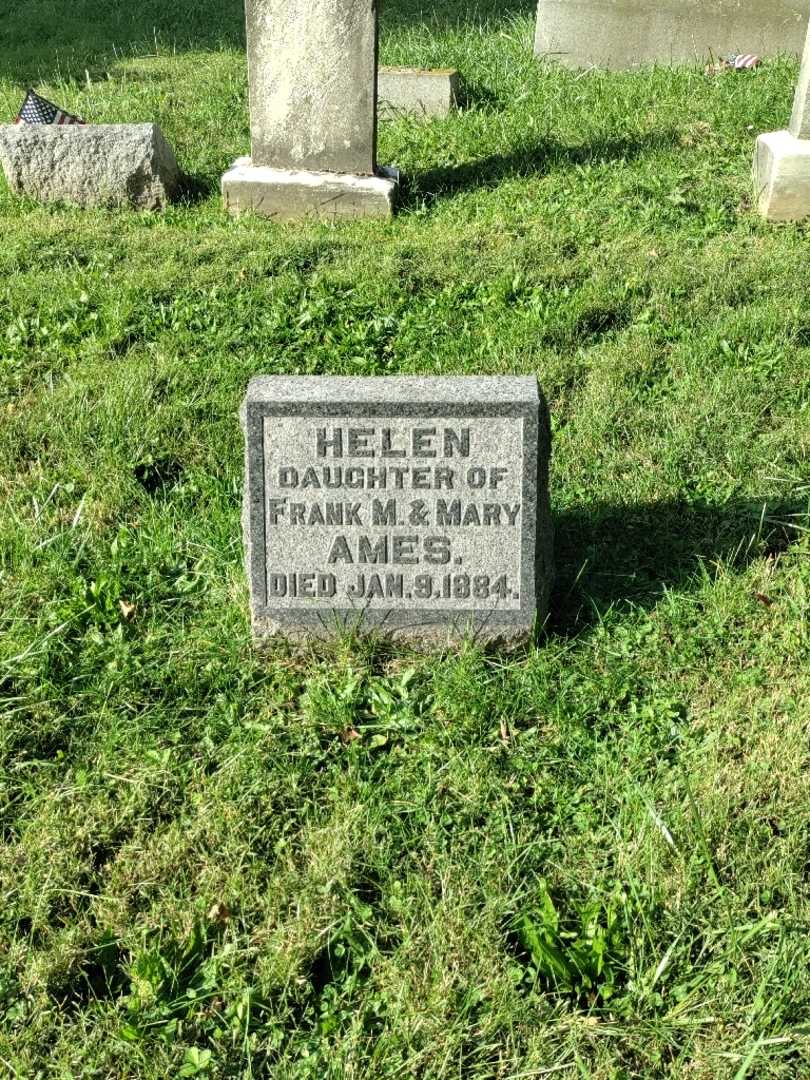 HELEN
DAUGHTER OF
FRANK M. & MARY
AMES.
DIED JAN. 9, 1884.